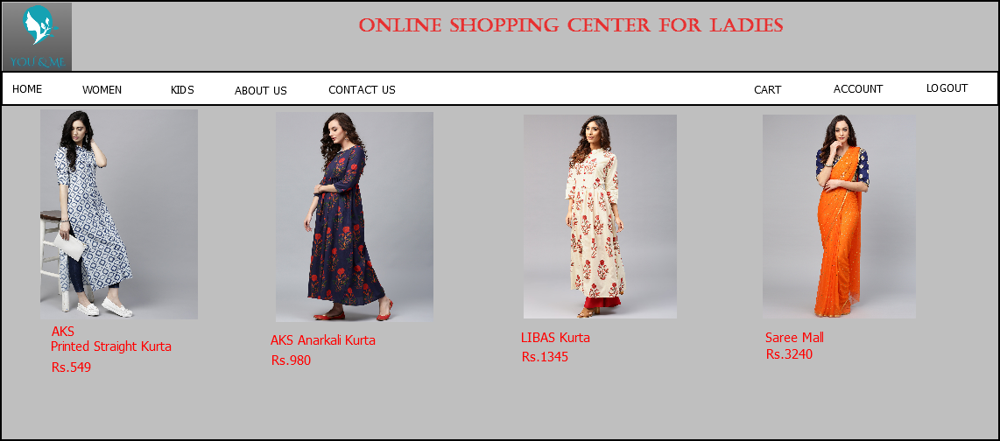 YOU & ME
ONLINE SHOPPING CENTER FOR LADIES
HOME WOMEN KIDS ABOUT US CONTACT US CART ACCOUNT LOGOUT
AKS
Printed Straight Kurta
Rs.549
AKS Anarkali Kurta
Rs.980
LIBAS Kurta
Rs.1345
Saree Mall
Rs.3240